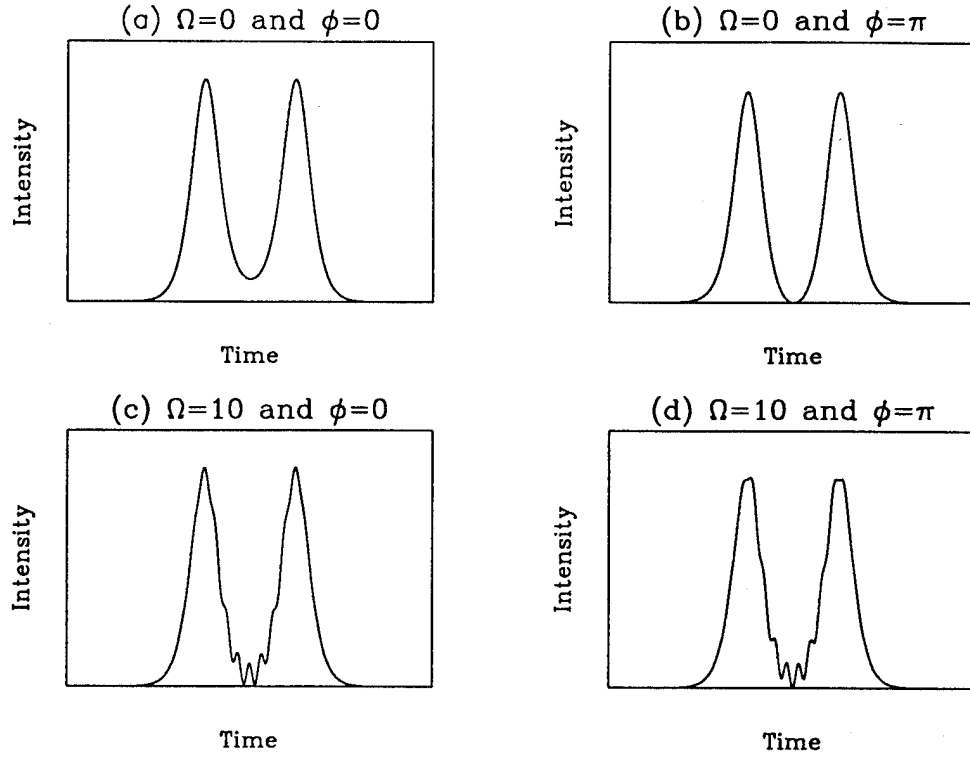 (a) Ω=0 and ϕ=0
Intensity
Time
(b) Ω=0 and ϕ=π
Intensity
Time
(c) Ω=10 and ϕ=0
Intensity
Time
(d) Ω=10 and ϕ=π
Intensity
Time